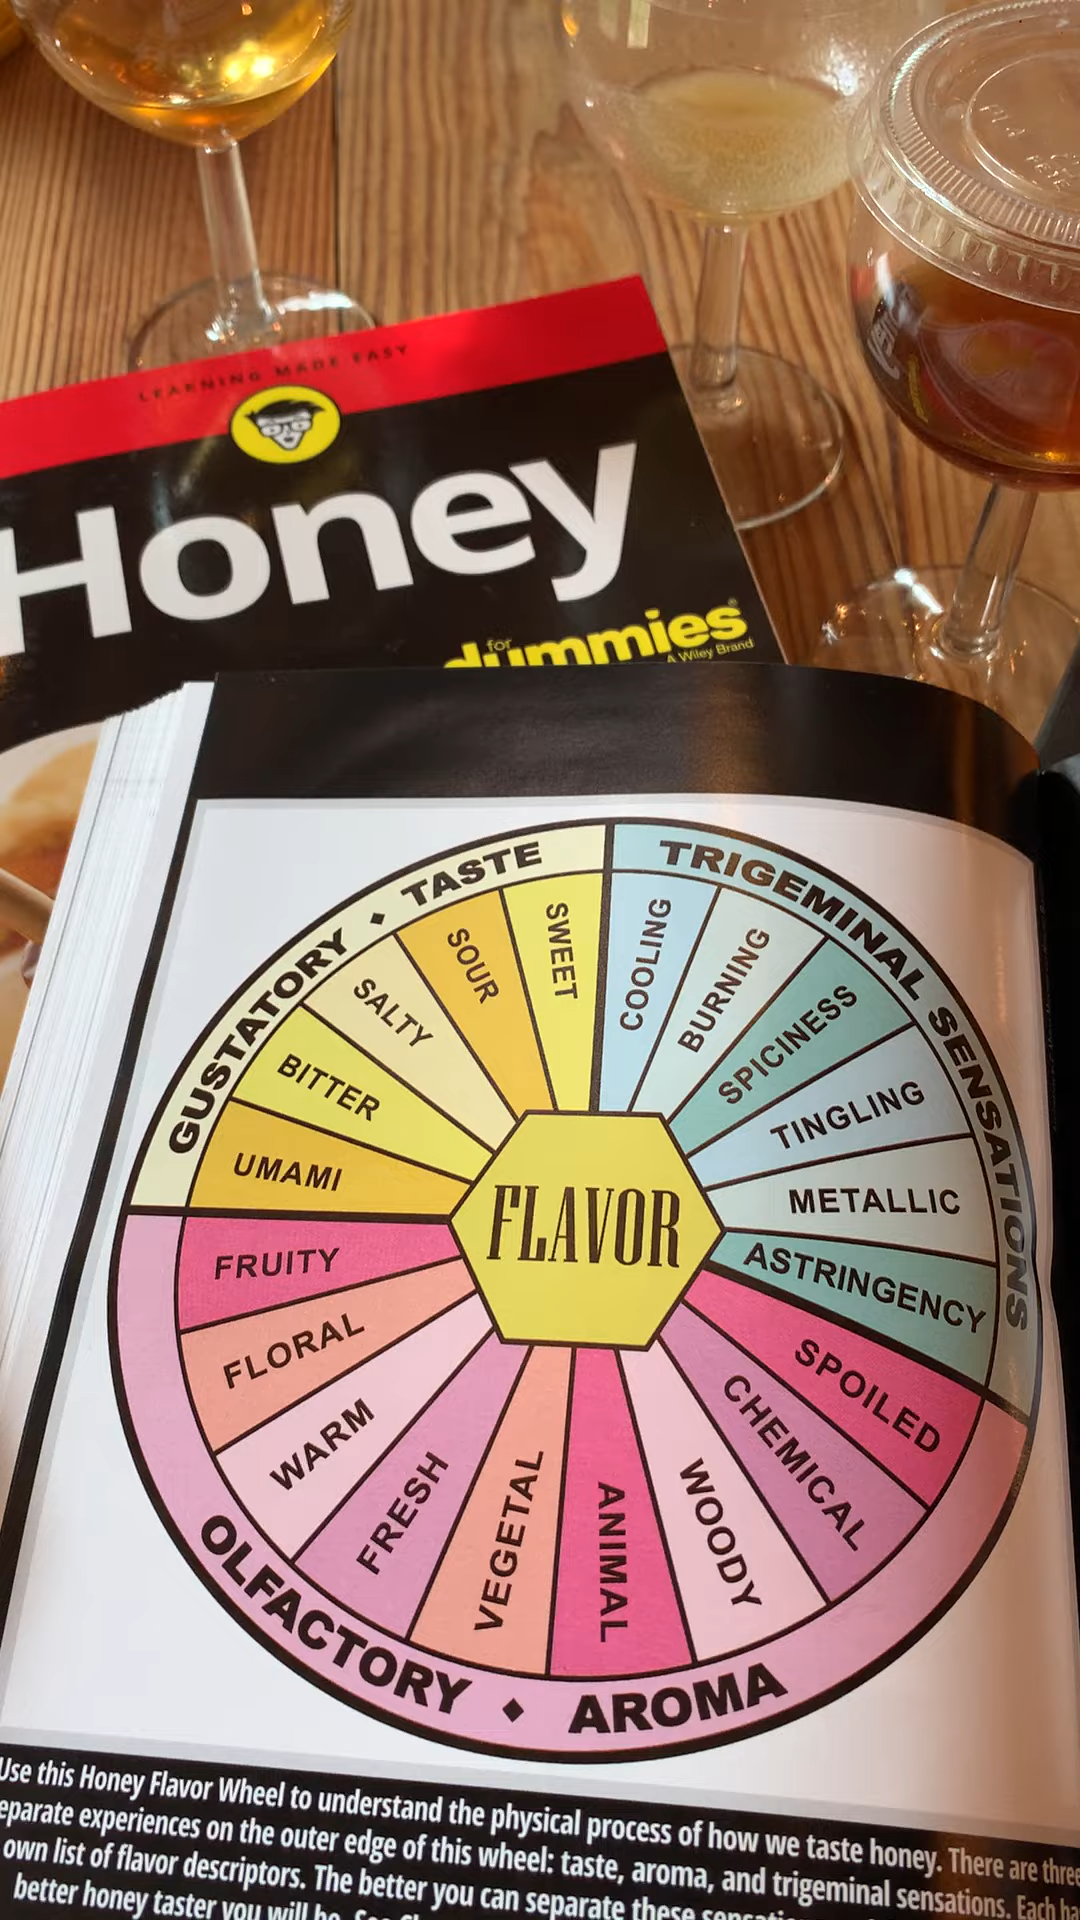 LEARNING MADE EASY
Honey
for
dummies®
A Wiley Brand
GUSTATORY ♦ TASTE
TRIGEMINAL SENSATIONS
SWEET
SOUR
SALTY
BITTER
UMAMI
COOLING
BURNING
SPICINESS
TINGLING
METALLIC
ASTRINGENCY
FLAVOR
FRUITY
FLORAL
WARM
FRESH
VEGETAL
ANIMAL
WOODY
CHEMICAL
SPOILED
OLFACTORY ♦ AROMA
Use this Honey Flavor Wheel to understand the physical process of how we taste honey. There are three
eparate experiences on the outer edge of this wheel: taste, aroma, and trigeminal sensations. Each ha
own list of flavor descriptors. The better you can separate these
better honey taster you will be.